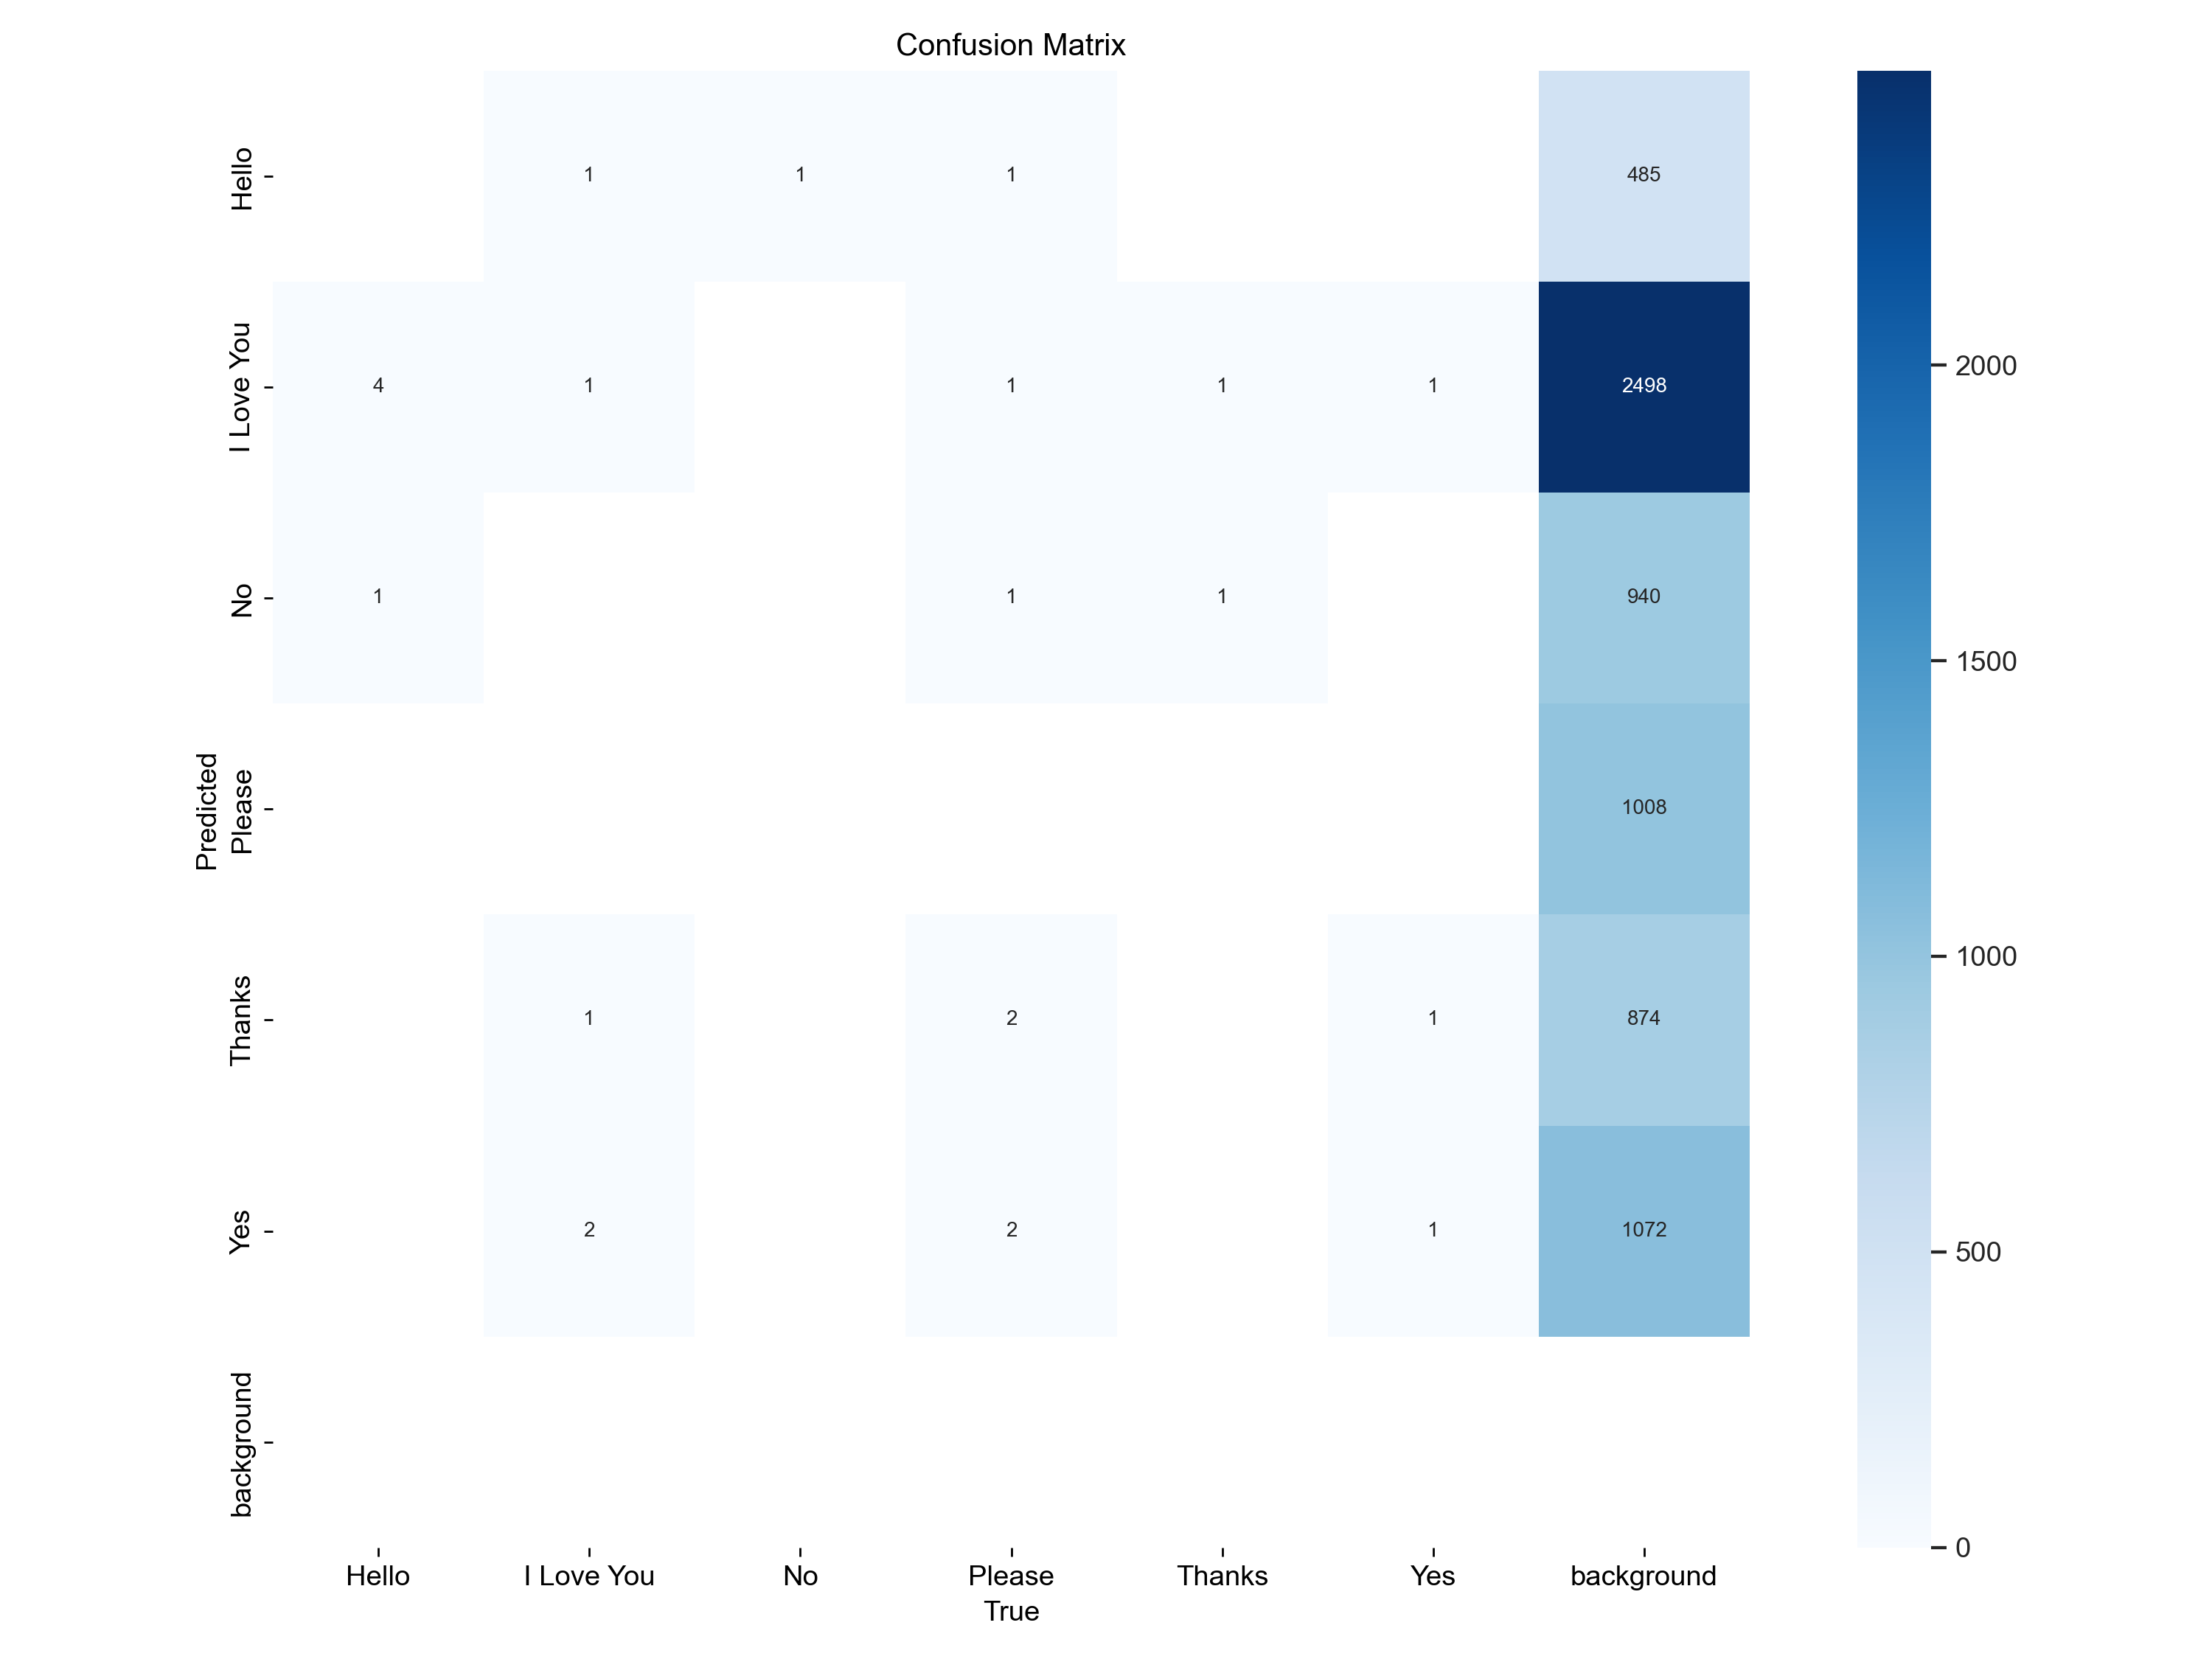 Confusion Matrix
Hello
1 1 1 485
I Love You
4 1 1 1 1 2498
No
1 1 1 940
Predicted
Please
1008
Thanks
1 2 1 874
Yes
2 2 1 1072
background
Hello I Love You No Please Thanks Yes background
True
2000
1500
1000
500
0